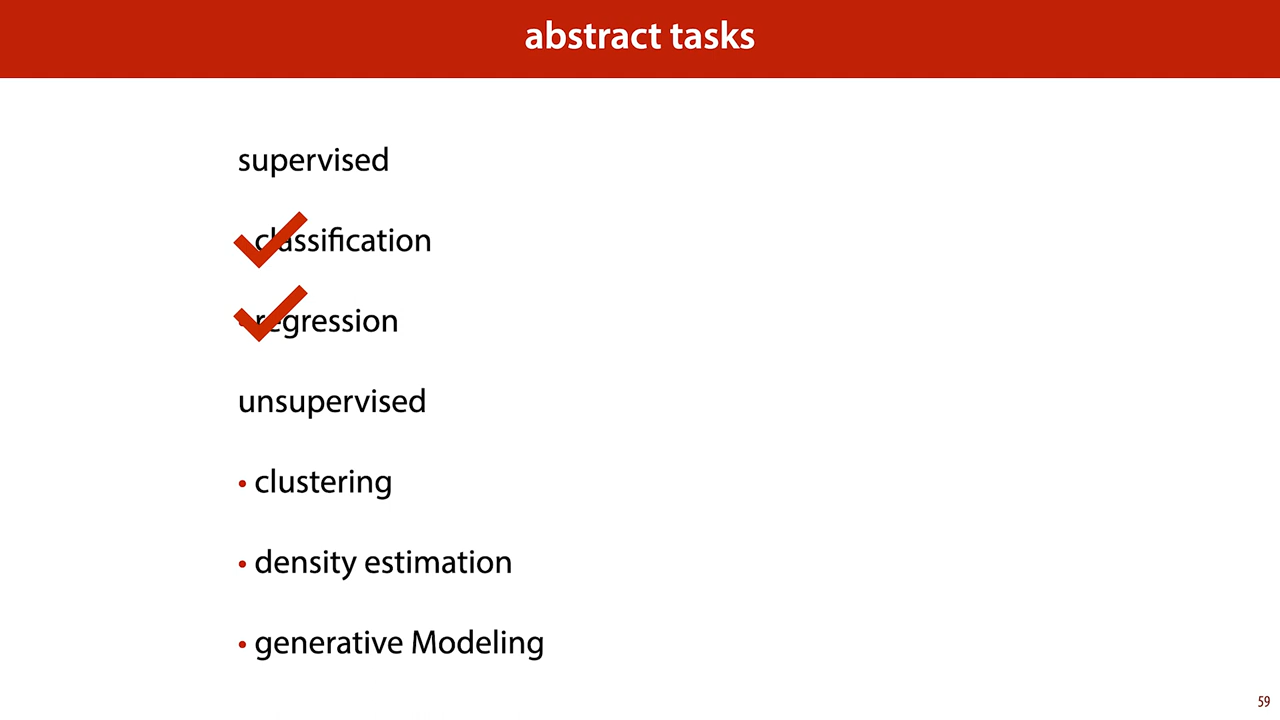 abstract tasks
supervised
classification
• regression
unsupervised
• clustering
• density estimation
• generative Modeling
59